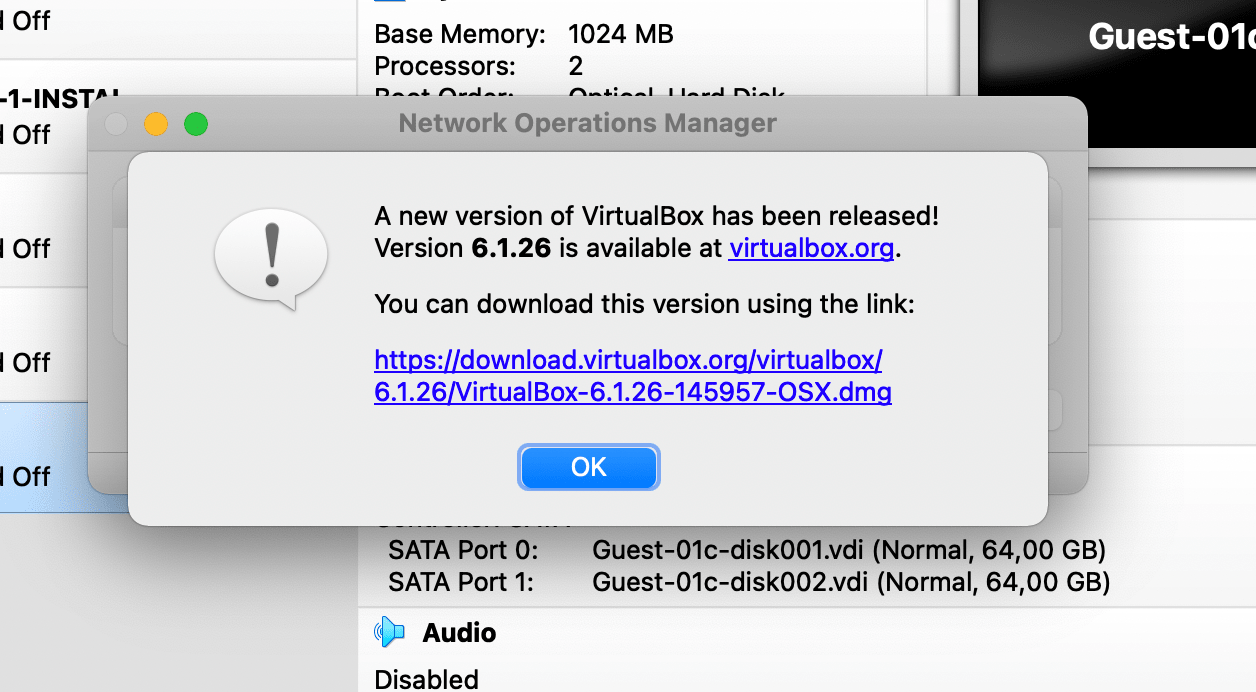 d Off
Base Memory: 1024 MB
Processors: 2
Guest-01c
Boot Order: Optical, Hard Disk
-1-INSTAL
d Off
Network Operations Manager
A new version of VirtualBox has been released!
Version 6.1.26 is available at virtualbox.org.
You can download this version using the link:
https://download.virtualbox.org/virtualbox/
6.1.26/VirtualBox-6.1.26-145957-OSX.dmg
OK
d Off
d Off
d Off
SATA Port 0: Guest-01c-disk001.vdi (Normal, 64,00 GB)
SATA Port 1: Guest-01c-disk002.vdi (Normal, 64,00 GB)
Audio
Disabled